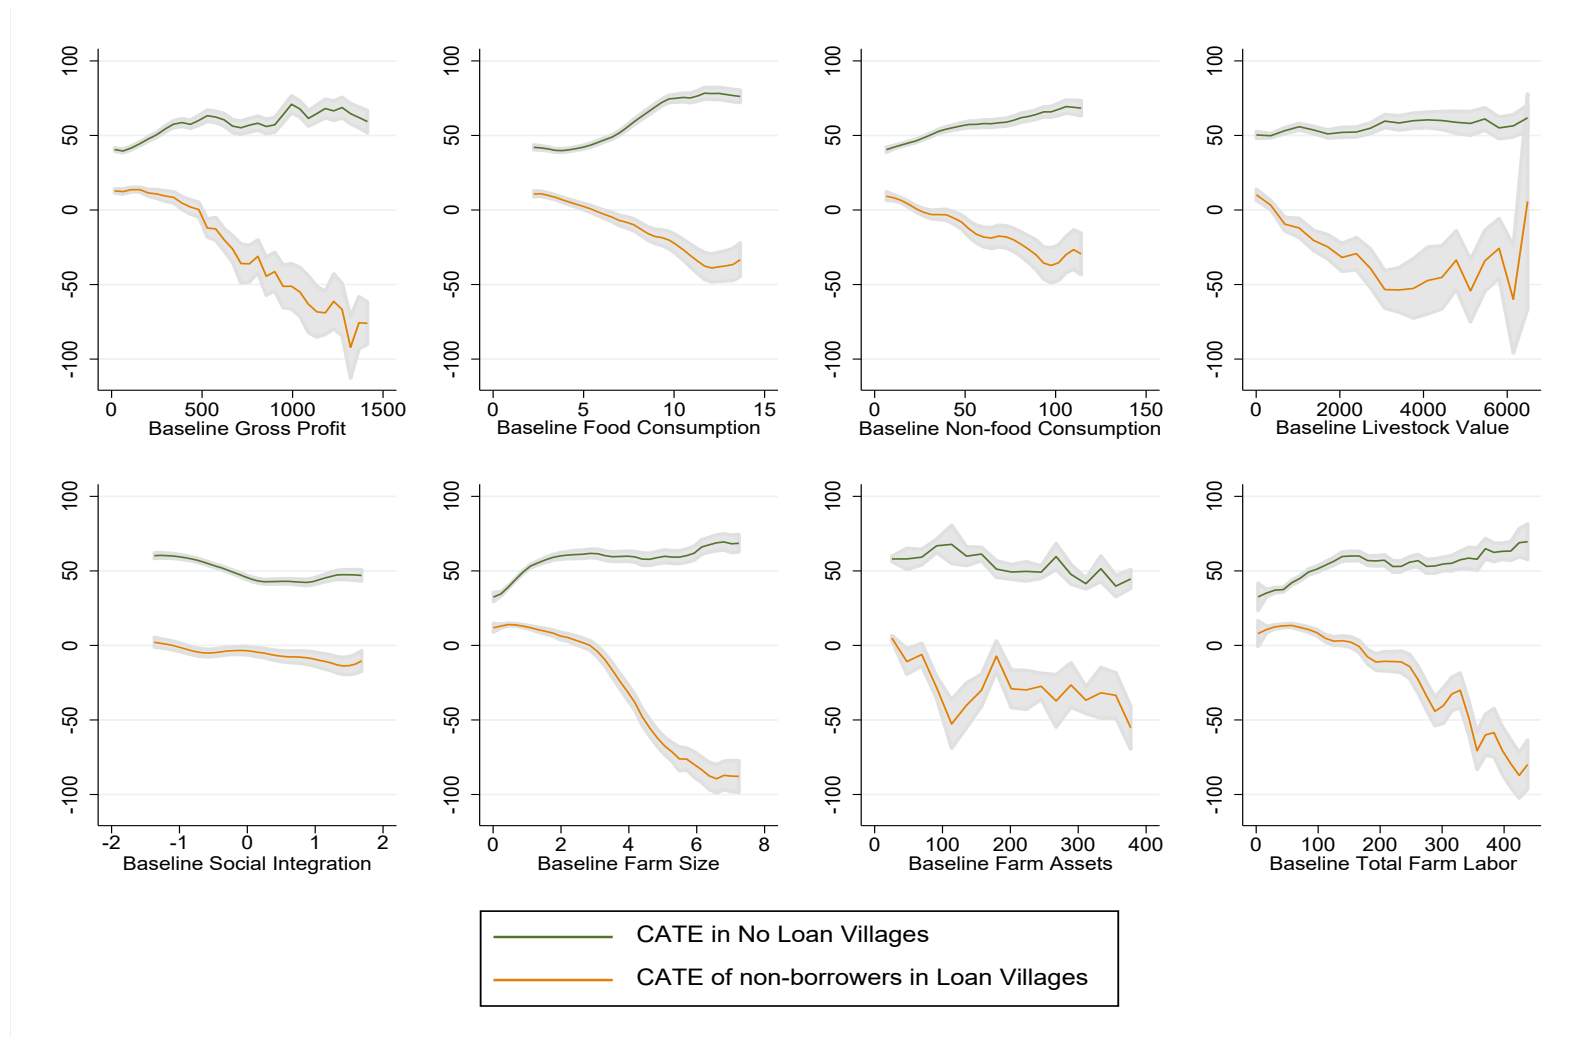 100
50
0
-50
-100
0 500 1000 1500
Baseline Gross Profit
100
50
0
-50
-100
0 5 10 15
Baseline Food Consumption
100
50
0
-50
-100
0 50 100 150
Baseline Non-food Consumption
100
50
0
-50
-100
0 2000 4000 6000
Baseline Livestock Value
100
50
0
-50
-100
-2 -1 0 1 2
Baseline Social Integration
100
50
0
-50
-100
0 2 4 6 8
Baseline Farm Size
100
50
0
-50
-100
0 100 200 300 400
Baseline Farm Assets
100
50
0
-50
-100
0 100 200 300 400
Baseline Total Farm Labor
CATE in No Loan Villages
CATE of non-borrowers in Loan Villages